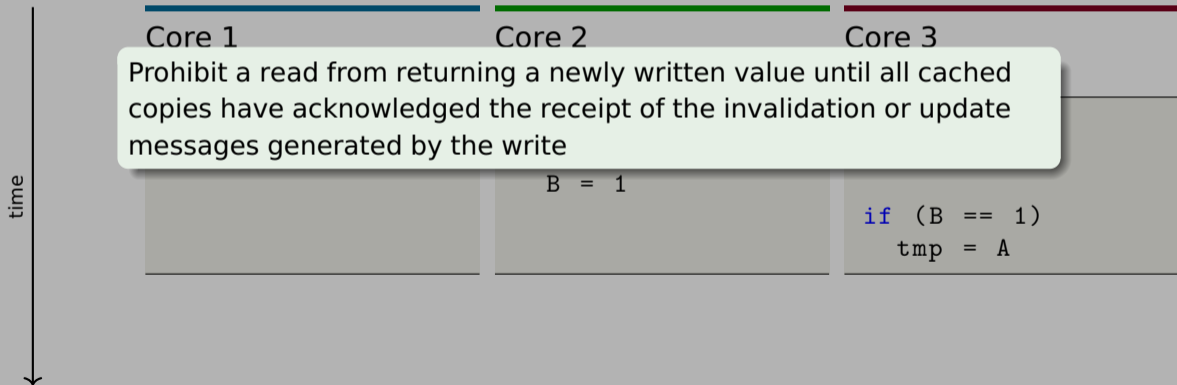 Core 1 Core 2 Core 3
Prohibit a read from returning a newly written value until all cached
copies have acknowledged the receipt of the invalidation or update
messages generated by the write
time
B = 1
if (B == 1)
tmp = A